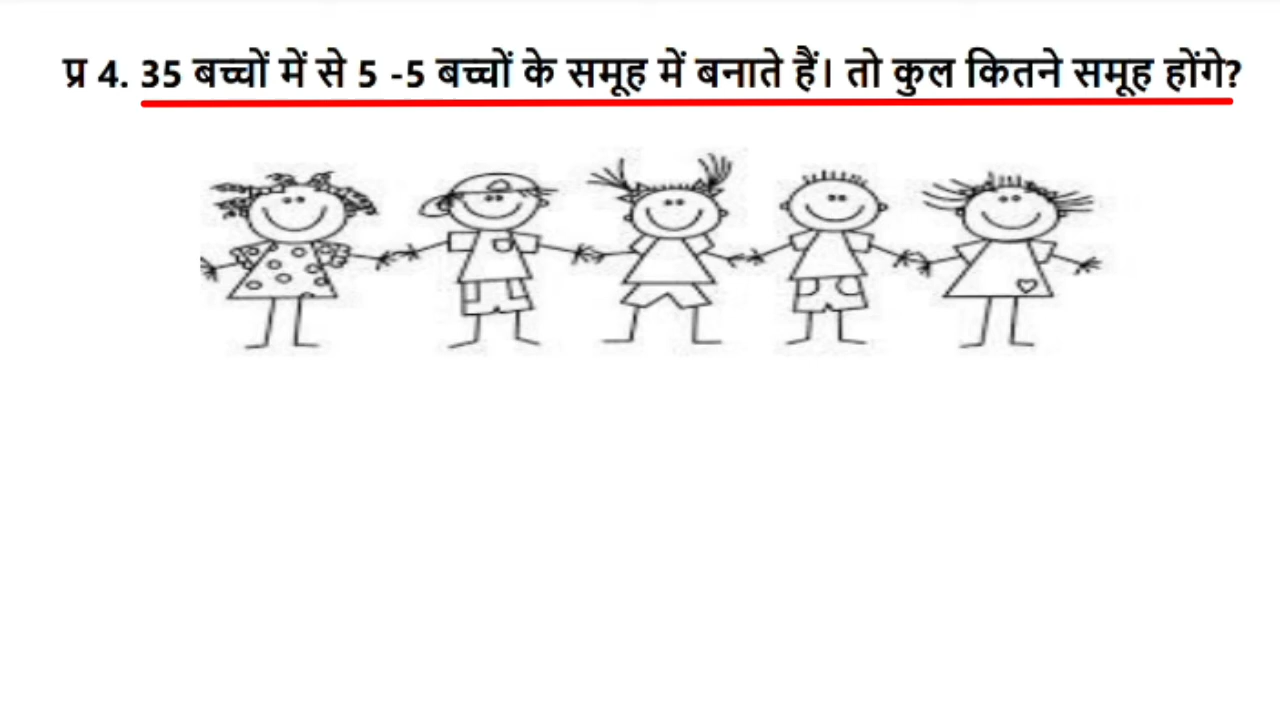 प्र 4. 35 बच्चों में से 5 -5 बच्चों के समूह में बनाते हैं। तो कुल कितने समूह होंगे?